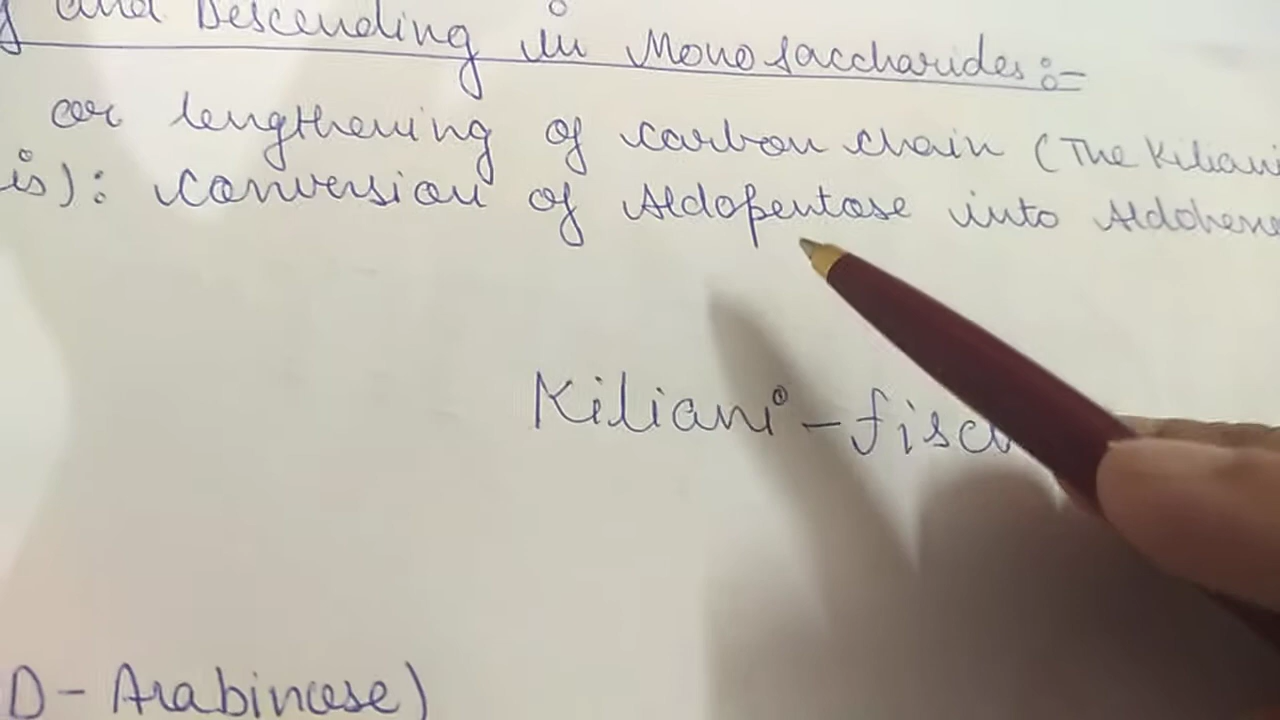 and Descending in Monosaccharides :-
or lengthening of carbon chain (The Kiliani
is): conversion of Aldopentose into Aldohexo
Kiliani - fisc
D - Arabinose)